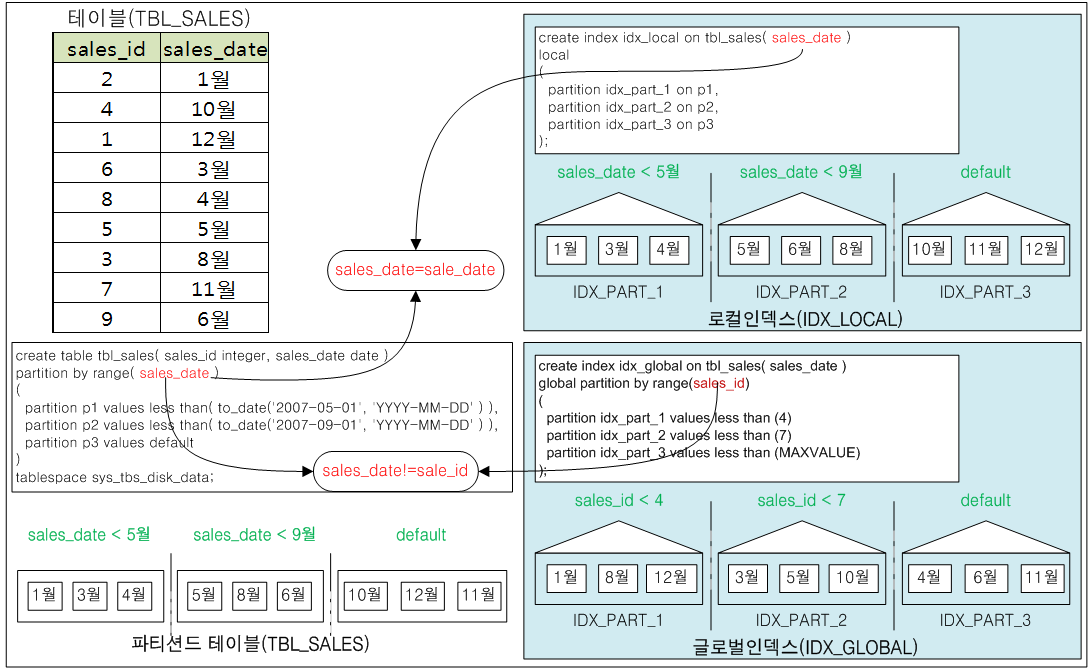 테이블(TBL_SALES)
sales_id sales_date
2 1월
4 10월
1 12월
6 3월
8 4월
5 5월
3 8월
7 11월
9 6월
create table tbl_sales( sales_id integer, sales_date date )
partition by range( sales_date )
(
partition p1 values less than( to_date('2007-05-01', 'YYYY-MM-DD' ) ),
partition p2 values less than( to_date('2007-09-01', 'YYYY-MM-DD' ) ),
partition p3 values default
)
tablespace sys_tbs_disk_data;
sales_date=sale_date
sales_date!=sale_id
sales_date < 5월 sales_date < 9월 default
1월 3월 4월 5월 8월 6월 10월 12월 11월
파티션드 테이블(TBL_SALES)
create index idx_local on tbl_sales( sales_date )
local
(
partition idx_part_1 on p1,
partition idx_part_2 on p2,
partition idx_part_3 on p3
);
sales_date < 5월 sales_date < 9월 default
1월 3월 4월 5월 6월 8월 10월 11월 12월
IDX_PART_1 IDX_PART_2 IDX_PART_3
로컬인덱스(IDX_LOCAL)
create index idx_global on tbl_sales( sales_date )
global partition by range(sales_id)
(
partition idx_part_1 values less than (4)
partition idx_part_2 values less than (7)
partition idx_part_3 values less than (MAXVALUE)
);
sales_id < 4 sales_id < 7 default
1월 8월 12월 3월 5월 10월 4월 6월 11월
IDX_PART_1 IDX_PART_2 IDX_PART_3
글로벌인덱스(IDX_GLOBAL)